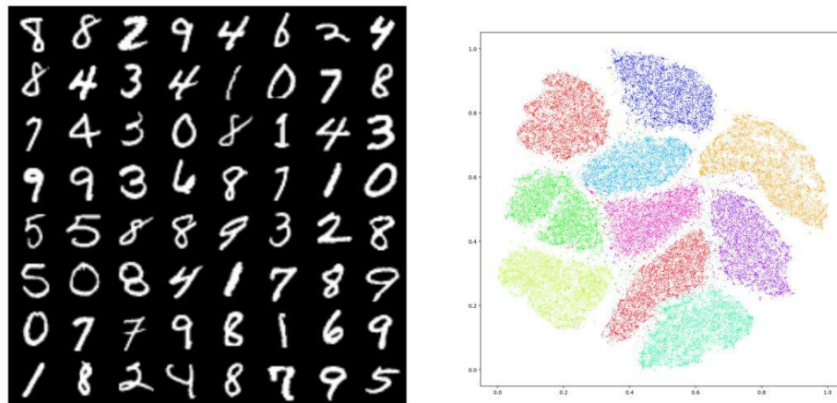 8 8 2 9 4 6 2 4
8 4 3 4 1 0 7 8
7 4 3 0 8 1 4 3
9 9 3 6 8 7 1 0
5 5 8 8 9 3 2 8
5 0 8 4 1 7 8 9
0 7 7 9 8 1 6 9
1 8 2 4 8 7 9 5
1.0
0.8
0.6
0.4
0.2
0.0
0.0 0.2 0.4 0.6 0.8 1.0